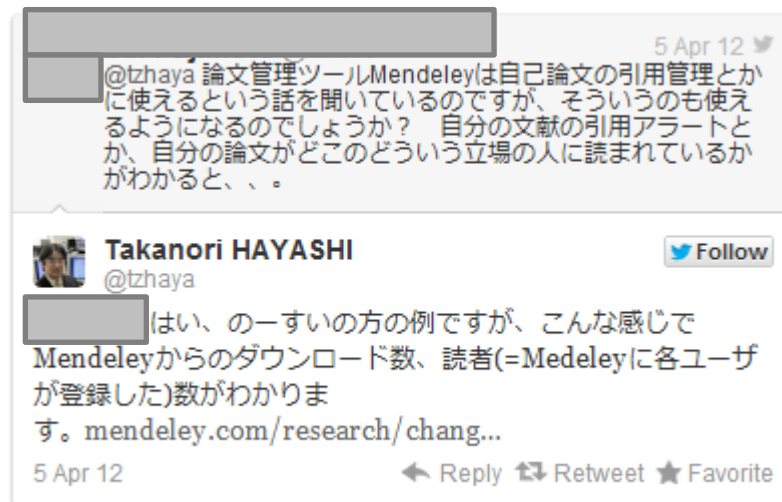 5 Apr 12
@tzhaya 論文管理ツールMendeleyは自己論文の引用管理とか
に使えるという話を聞いているのですが、そういうのも使え
るようになるのでしょうか？　自分の文献の引用アラートと
か、自分の論文がどこのどういう立場の人に読まれているか
がわかると、、。
Takanori HAYASHI
Follow
@tzhaya
はい、のーすいの方の例ですが、こんな感じで
Mendeleyからのダウンロード数、読者(=Medeleyに各ユーザ
が登録した)数がわかりま
す。mendeley.com/research/chang...
5 Apr 12
Reply Retweet Favorite